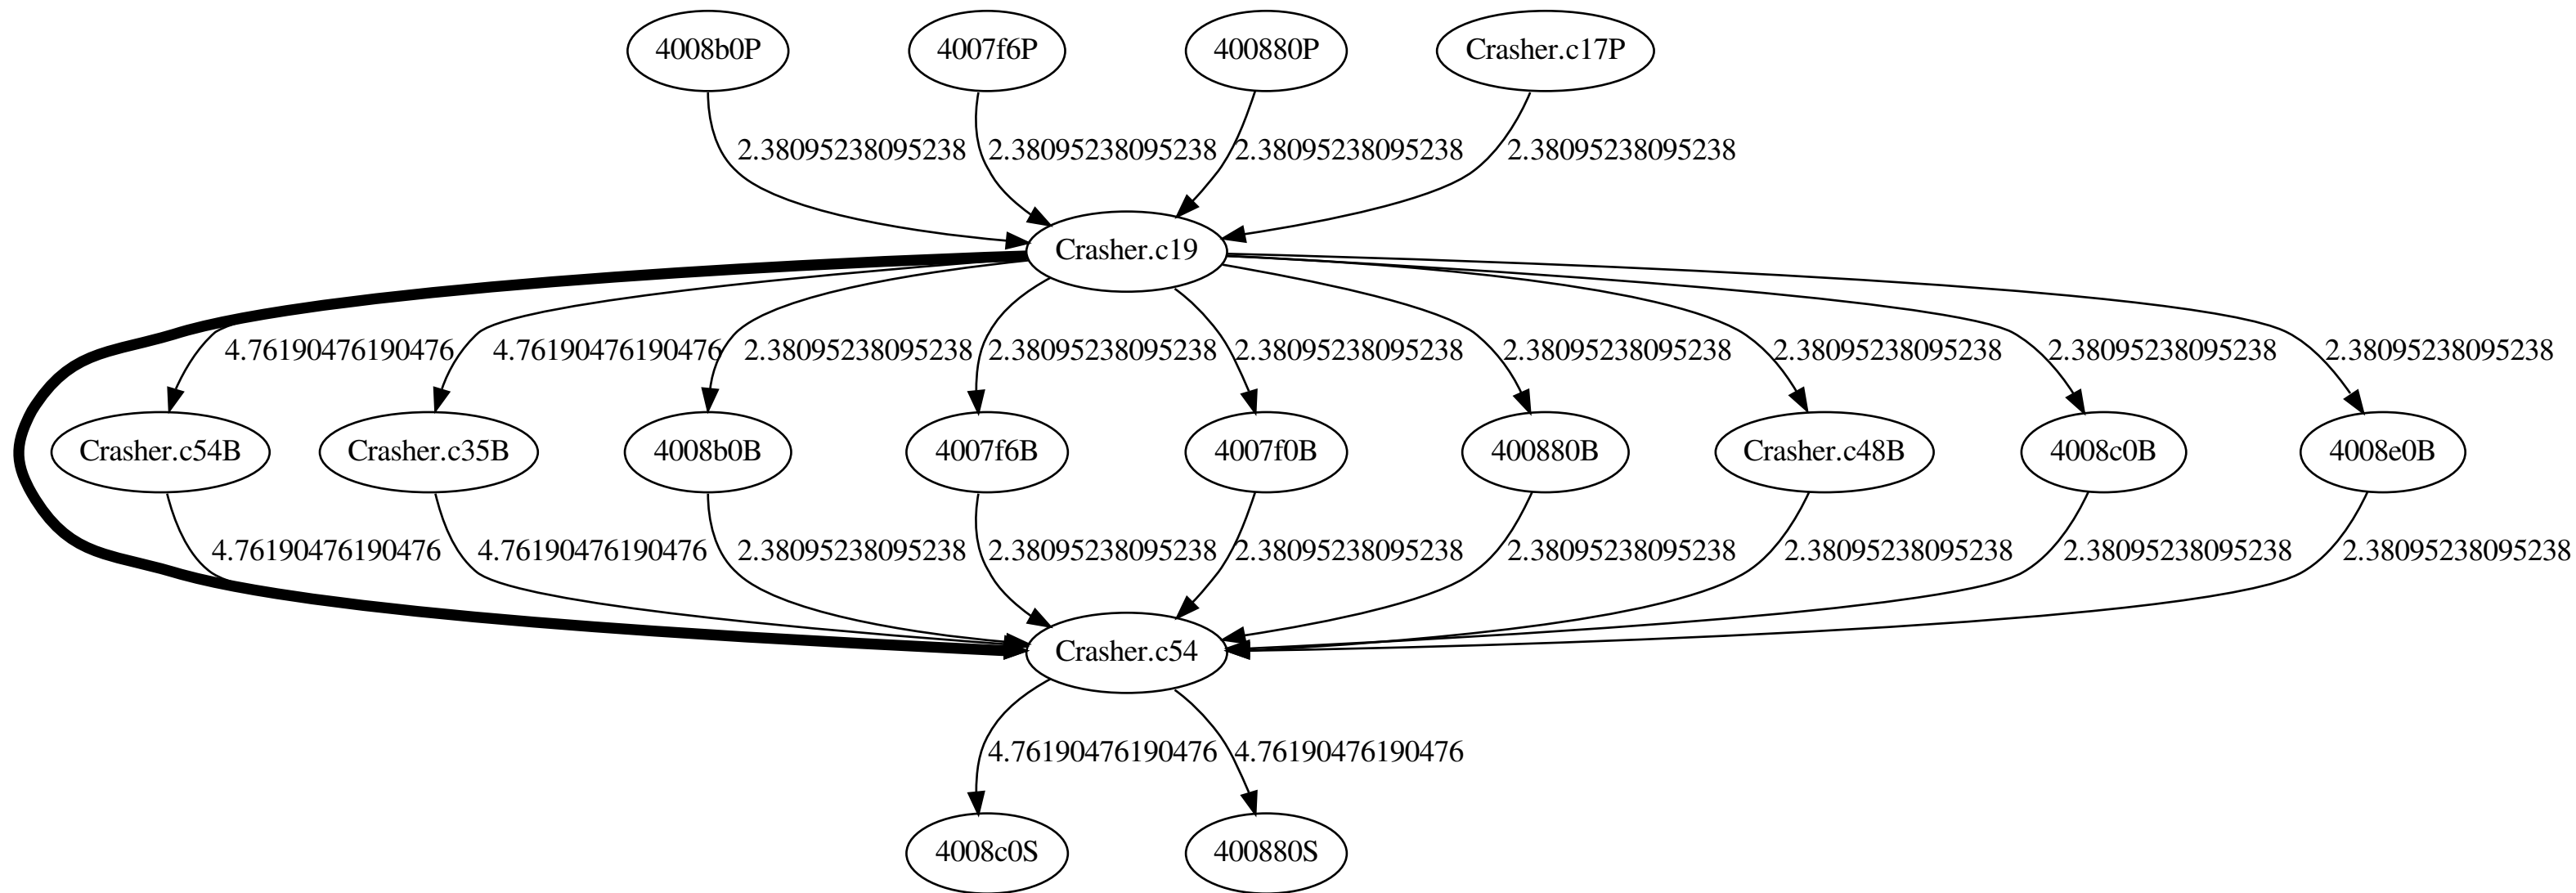 4008b0P 4007f6P 400880P Crasher.c17P
2.38095238095238 2.38095238095238 2.38095238095238 2.38095238095238
Crasher.c19
4.76190476190476 4.76190476190476 2.38095238095238 2.38095238095238 2.38095238095238 2.38095238095238 2.38095238095238 2.38095238095238 2.38095238095238
Crasher.c54B Crasher.c35B 4008b0B 4007f6B 4007f0B 400880B Crasher.c48B 4008c0B 4008e0B
4.76190476190476 4.76190476190476 2.38095238095238 2.38095238095238 2.38095238095238 2.38095238095238 2.38095238095238 2.38095238095238 2.38095238095238
Crasher.c54
4.76190476190476 4.76190476190476
4008c0S 400880S